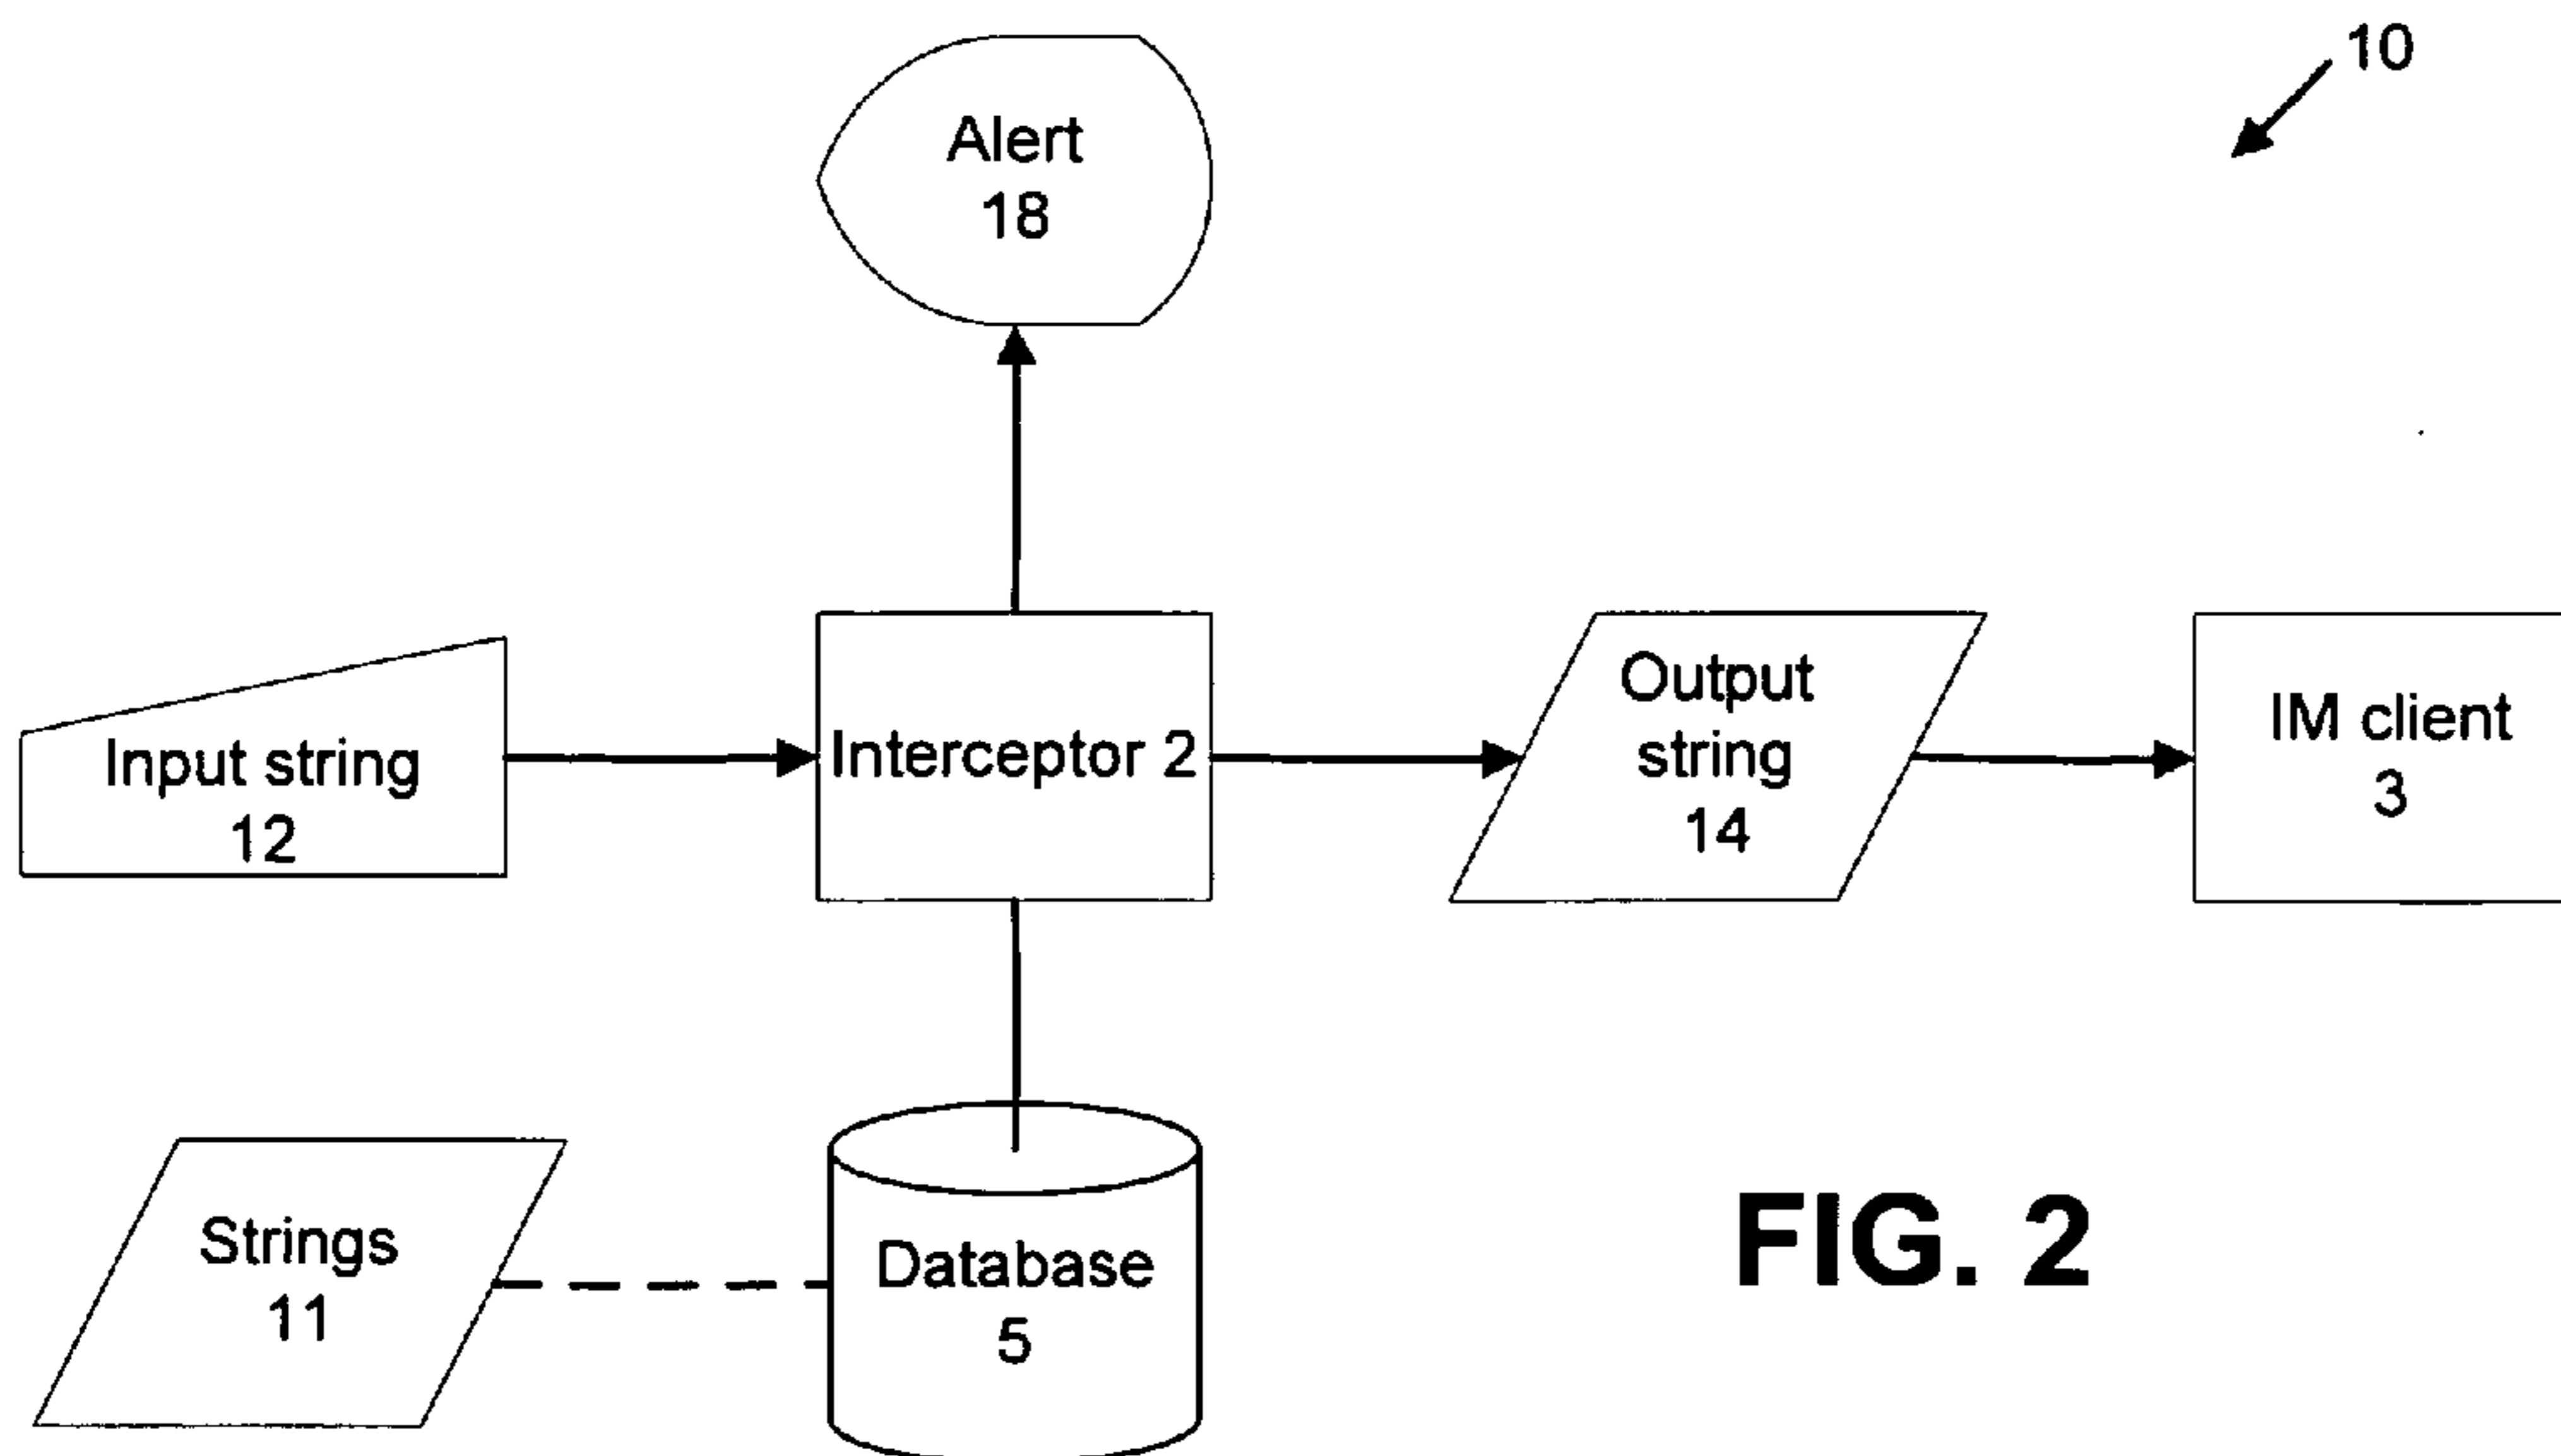 10
Alert
18
Input string
12
Interceptor 2
Output
string
14
IM client
3
Strings
11
Database
5
FIG. 2